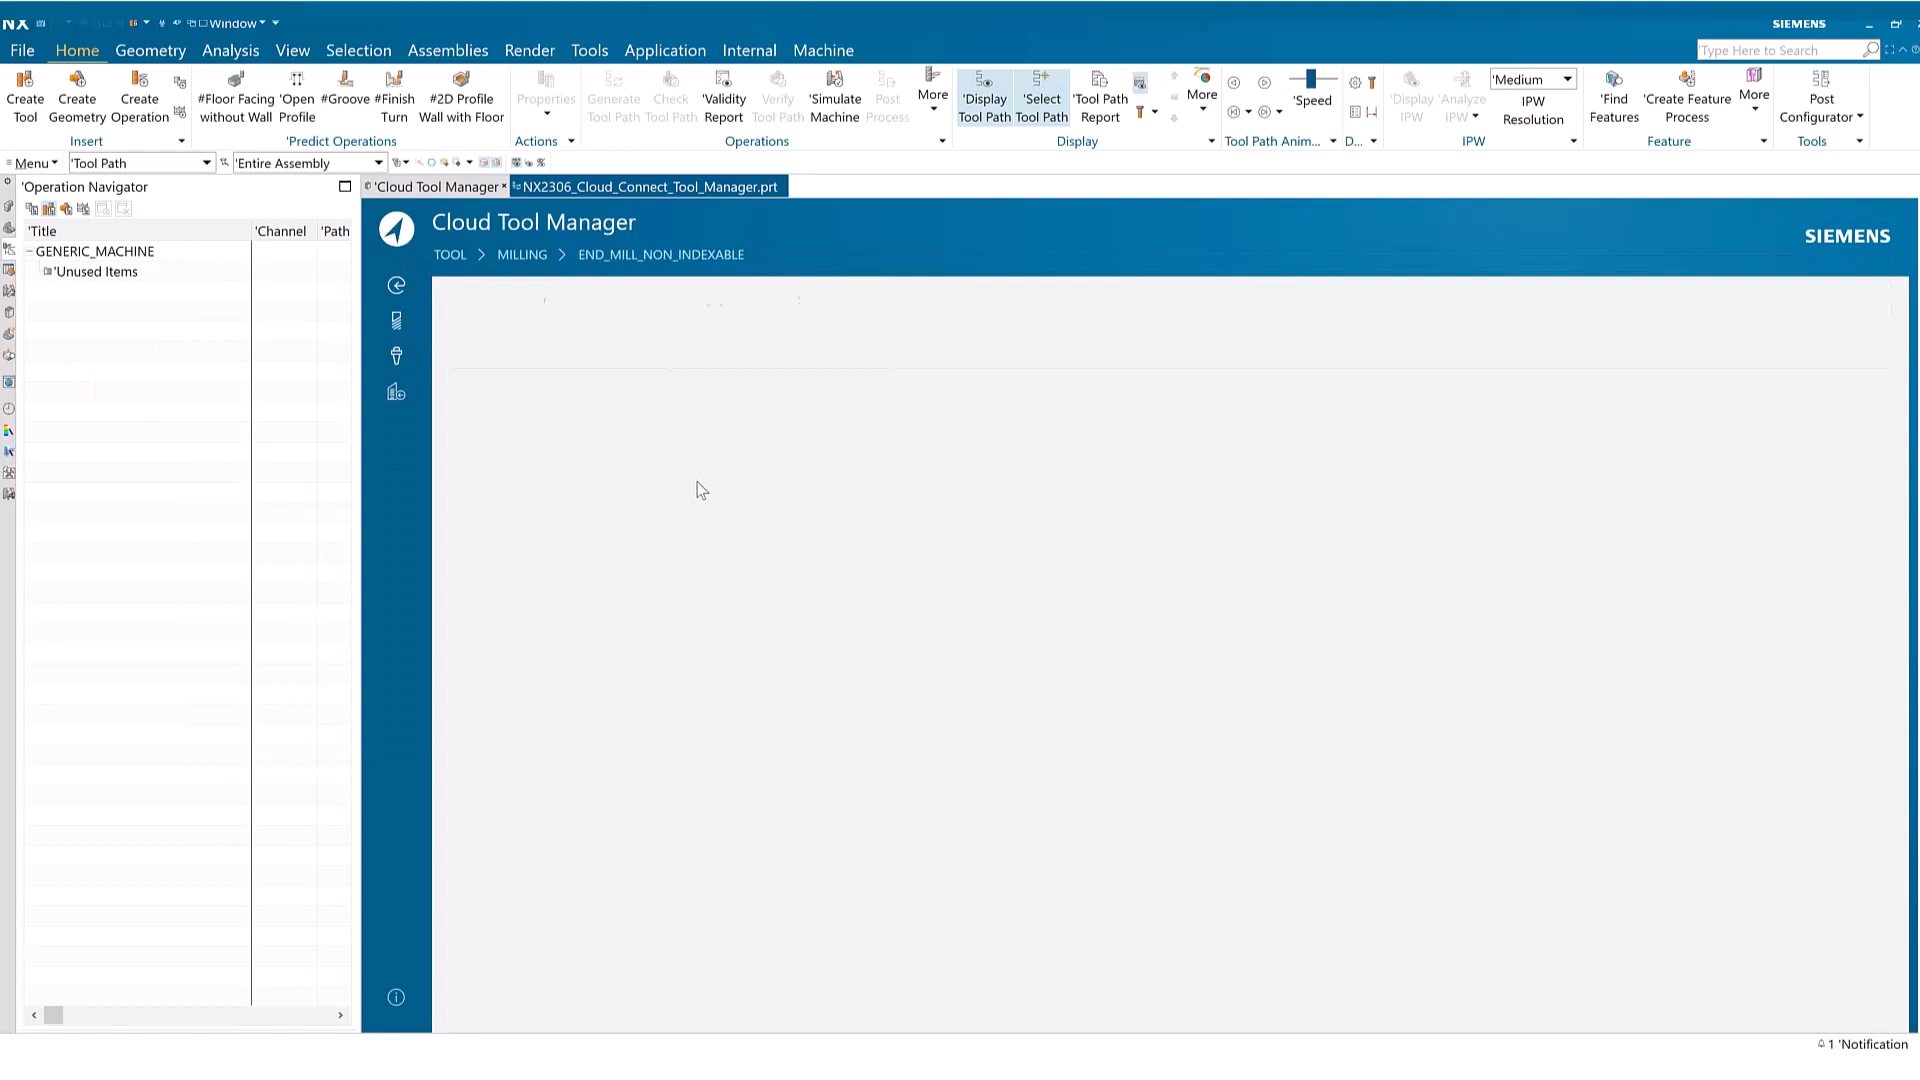 NX Window SIEMENS
File Home Geometry Analysis View Selection Assemblies Render Tools Application Internal Machine
'Type Here to Search
Create Tool
Create Geometry
Create Operation
Insert
#Floor Facing without Wall
'Open Profile
#Groove
#Finish Turn
#2D Profile Wall with Floor
'Predict Operations
Properties
Actions
Generate Tool Path
Check Tool Path
'Validity Report
Verify Tool Path
'Simulate Machine
Post Process
More
Operations
'Display Tool Path
'Select Tool Path
'Tool Path Report
More
Display
'Speed
Tool Path Anim...
D...
'Display IPW
'Analyze IPW
'Medium
IPW Resolution
IPW
'Find Features
'Create Feature Process
More
Feature
Post Configurator
Tools
Menu 'Tool Path 'Entire Assembly
'Operation Navigator
'Cloud Tool Manager NX2306_Cloud_Connect_Tool_Manager.prt
'Title 'Channel 'Path
GENERIC_MACHINE
'Unused Items
Cloud Tool Manager
SIEMENS
TOOL > MILLING > END_MILL_NON_INDEXABLE
1 'Notification